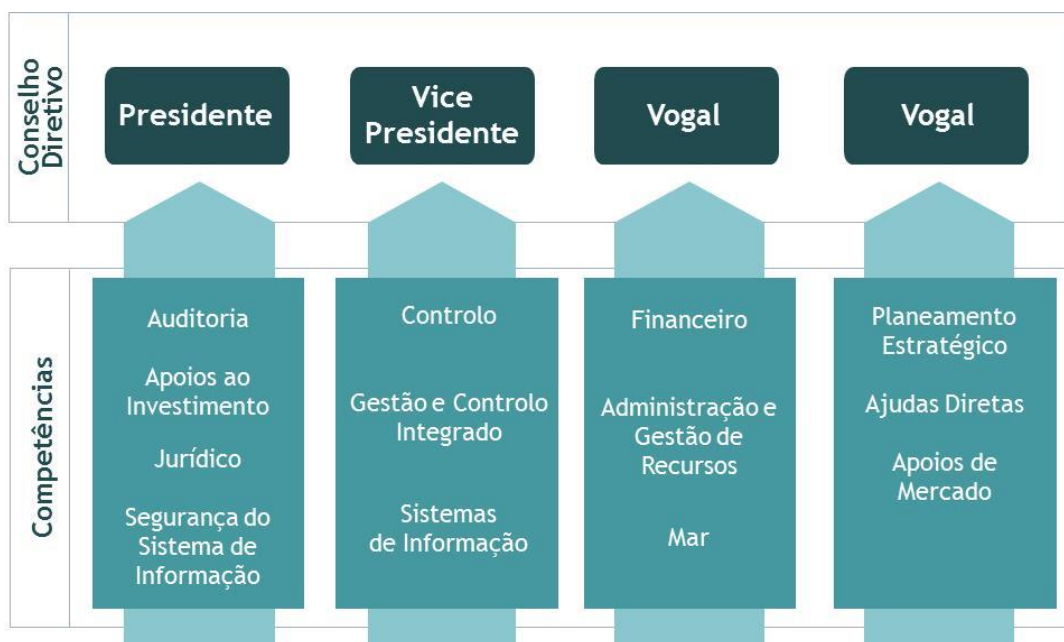 Conselho
Diretivo
Presidente
Vice
Presidente
Vogal
Vogal
Competências
Auditoria
Apoios ao
Investimento
Jurídico
Segurança do
Sistema de
Informação
Controlo
Gestão e Controlo
Integrado
Sistemas
de Informação
Financeiro
Administração e
Gestão de
Recursos
Mar
Planeamento
Estratégico
Ajudas Diretas
Apoios de
Mercado